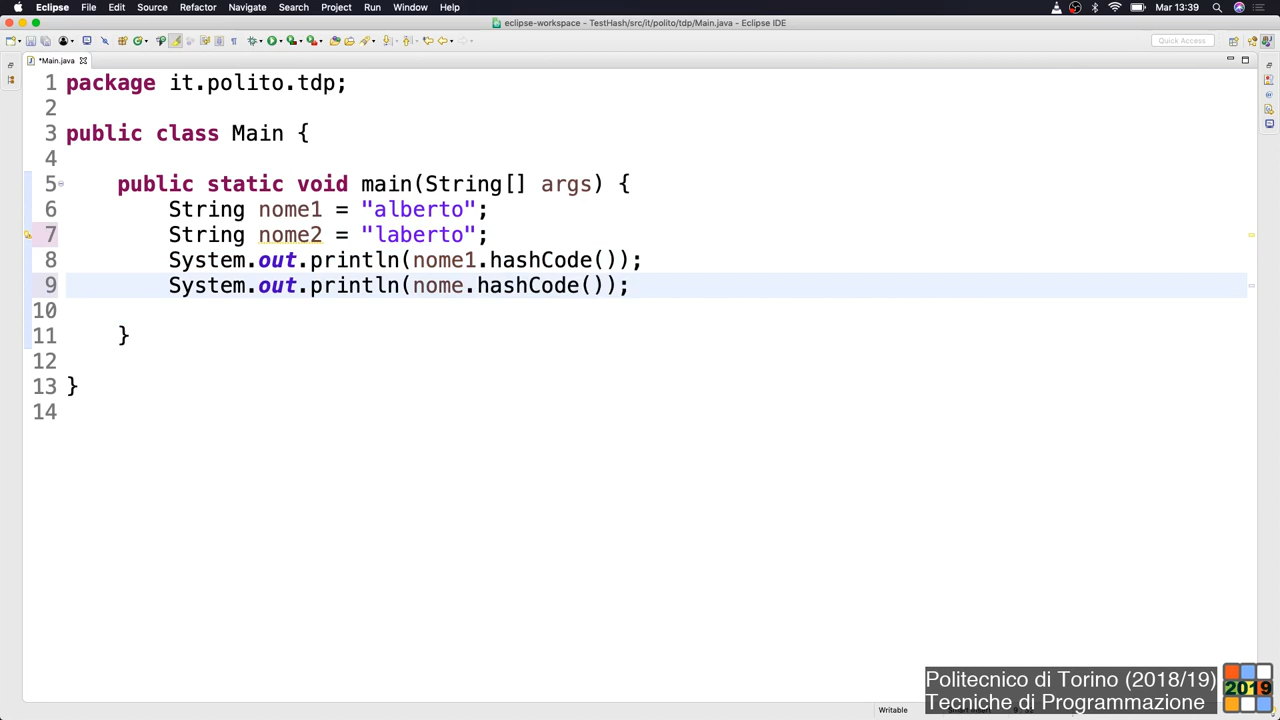 Eclipse File Edit Source Refactor Navigate Search Project Run Window Help Mar 13:39
eclipse-workspace - TestHash/src/it/polito/tdp/Main.java - Eclipse IDE
Quick Access
*Main.java
1 package it.polito.tdp;
2
3 public class Main {
4
5 public static void main(String[] args) {
6 String nome1 = "alberto";
7 String nome2 = "laberto";
8 System.out.println(nome1.hashCode());
9 System.out.println(nome.hashCode());
10
11 }
12
13 }
14
Politecnico di Torino (2018/19)
Tecniche di Programmazione
2019
Writable